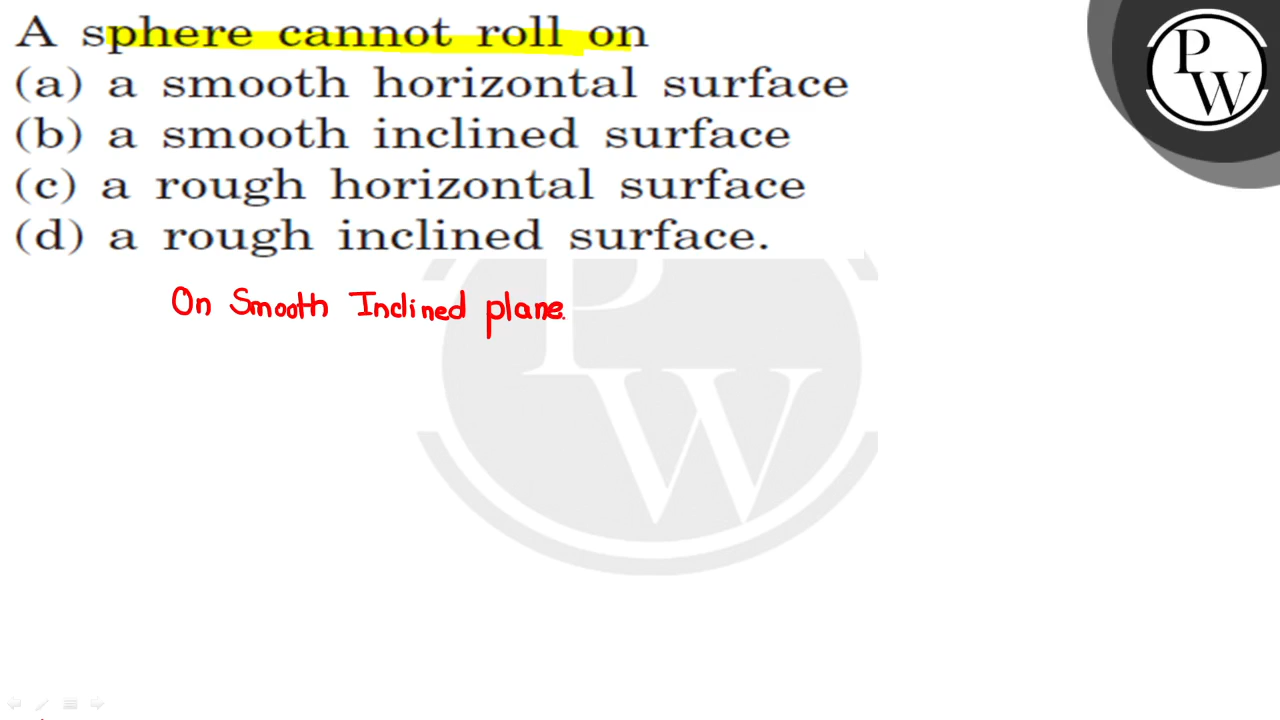 A sphere cannot roll on
(a) a smooth horizontal surface
(b) a smooth inclined surface
(c) a rough horizontal surface
(d) a rough inclined surface.
On Smooth Inclined plane.
P
W
P
W